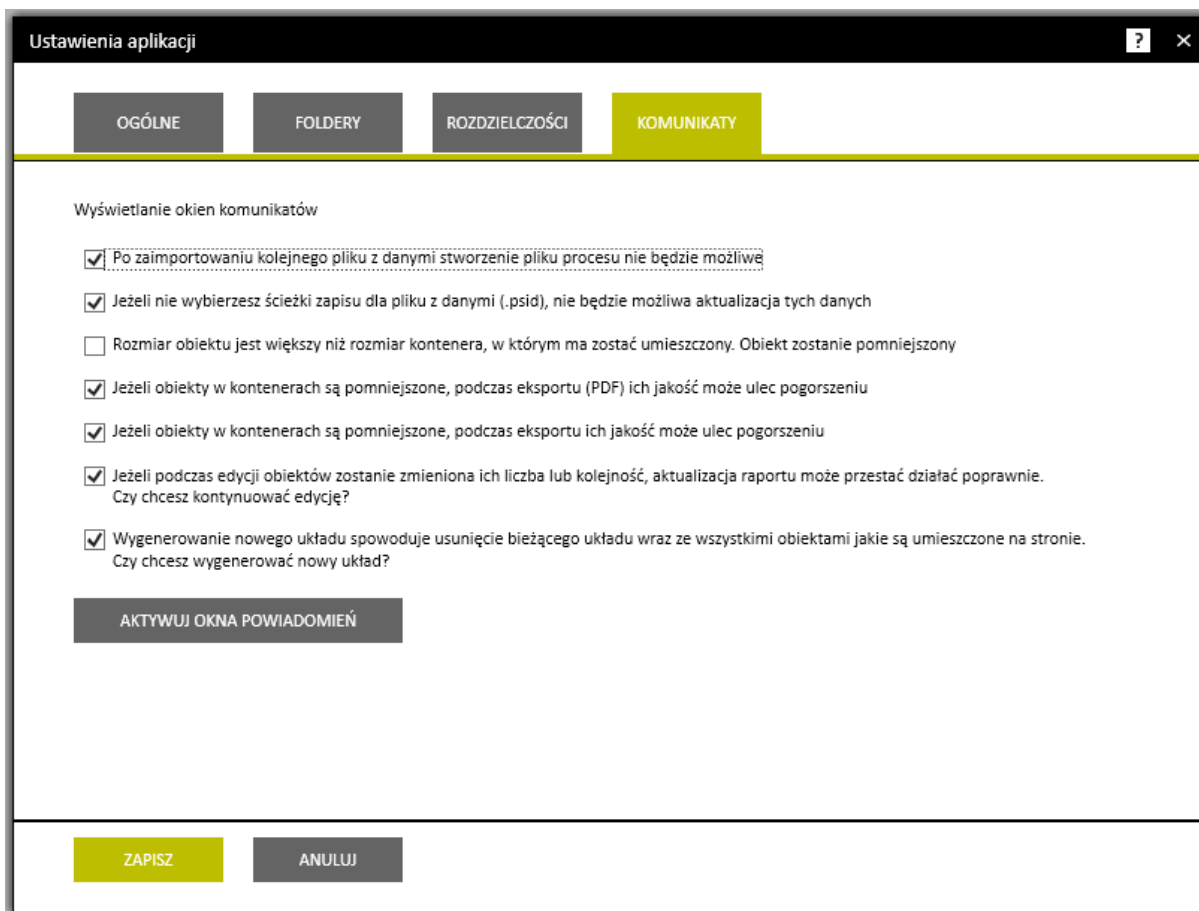 Ustawienia aplikacji ? ×
OGÓLNE FOLDERY ROZDZIELCZOŚCI KOMUNIKATY
Wyświetlanie okien komunikatów
Po zaimportowaniu kolejnego pliku z danymi stworzenie pliku procesu nie będzie możliwe
Jeżeli nie wybierzesz ścieżki zapisu dla pliku z danymi (.psid), nie będzie możliwa aktualizacja tych danych
Rozmiar obiektu jest większy niż rozmiar kontenera, w którym ma zostać umieszczony. Obiekt zostanie pomniejszony
Jeżeli obiekty w kontenerach są pomniejszone, podczas eksportu (PDF) ich jakość może ulec pogorszeniu
Jeżeli obiekty w kontenerach są pomniejszone, podczas eksportu ich jakość może ulec pogorszeniu
Jeżeli podczas edycji obiektów zostanie zmieniona ich liczba lub kolejność, aktualizacja raportu może przestać działać poprawnie.
Czy chcesz kontynuować edycję?
Wygenerowanie nowego układu spowoduje usunięcie bieżącego układu wraz ze wszystkimi obiektami jakie są umieszczone na stronie.
Czy chcesz wygenerować nowy układ?
AKTYWUJ OKNA POWIADOMIEŃ
ZAPISZ ANULUJ